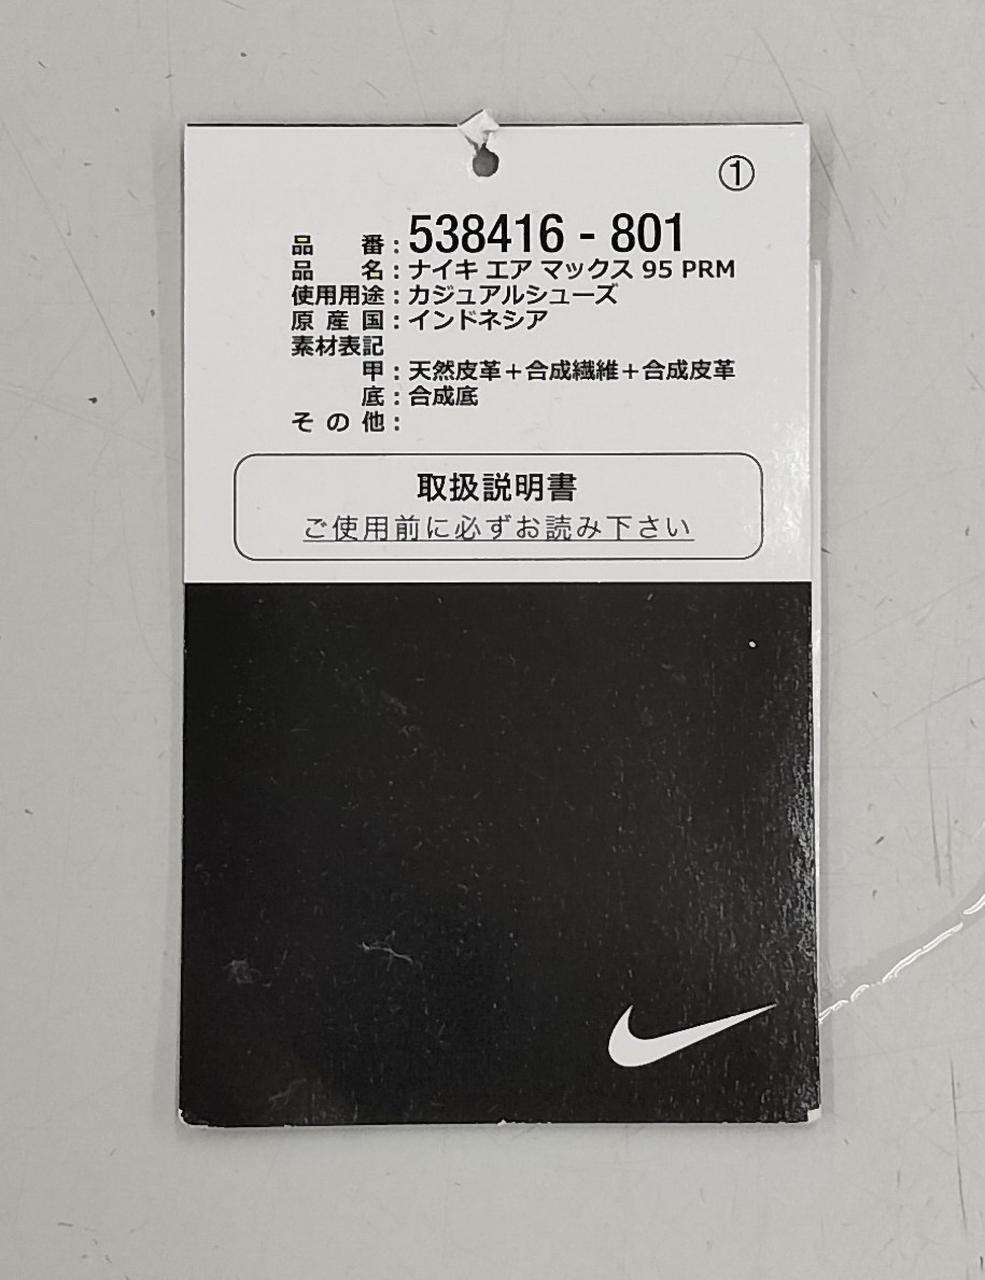 ①
品番：538416 - 801
品名：ナイキ エア マックス 95 PRM
使用用途：カジュアルシューズ
原産国：インドネシア
素材表記
甲：天然皮革＋合成繊維＋合成皮革
底：合成底
その他：
取扱説明書
ご使用前に必ずお読み下さい